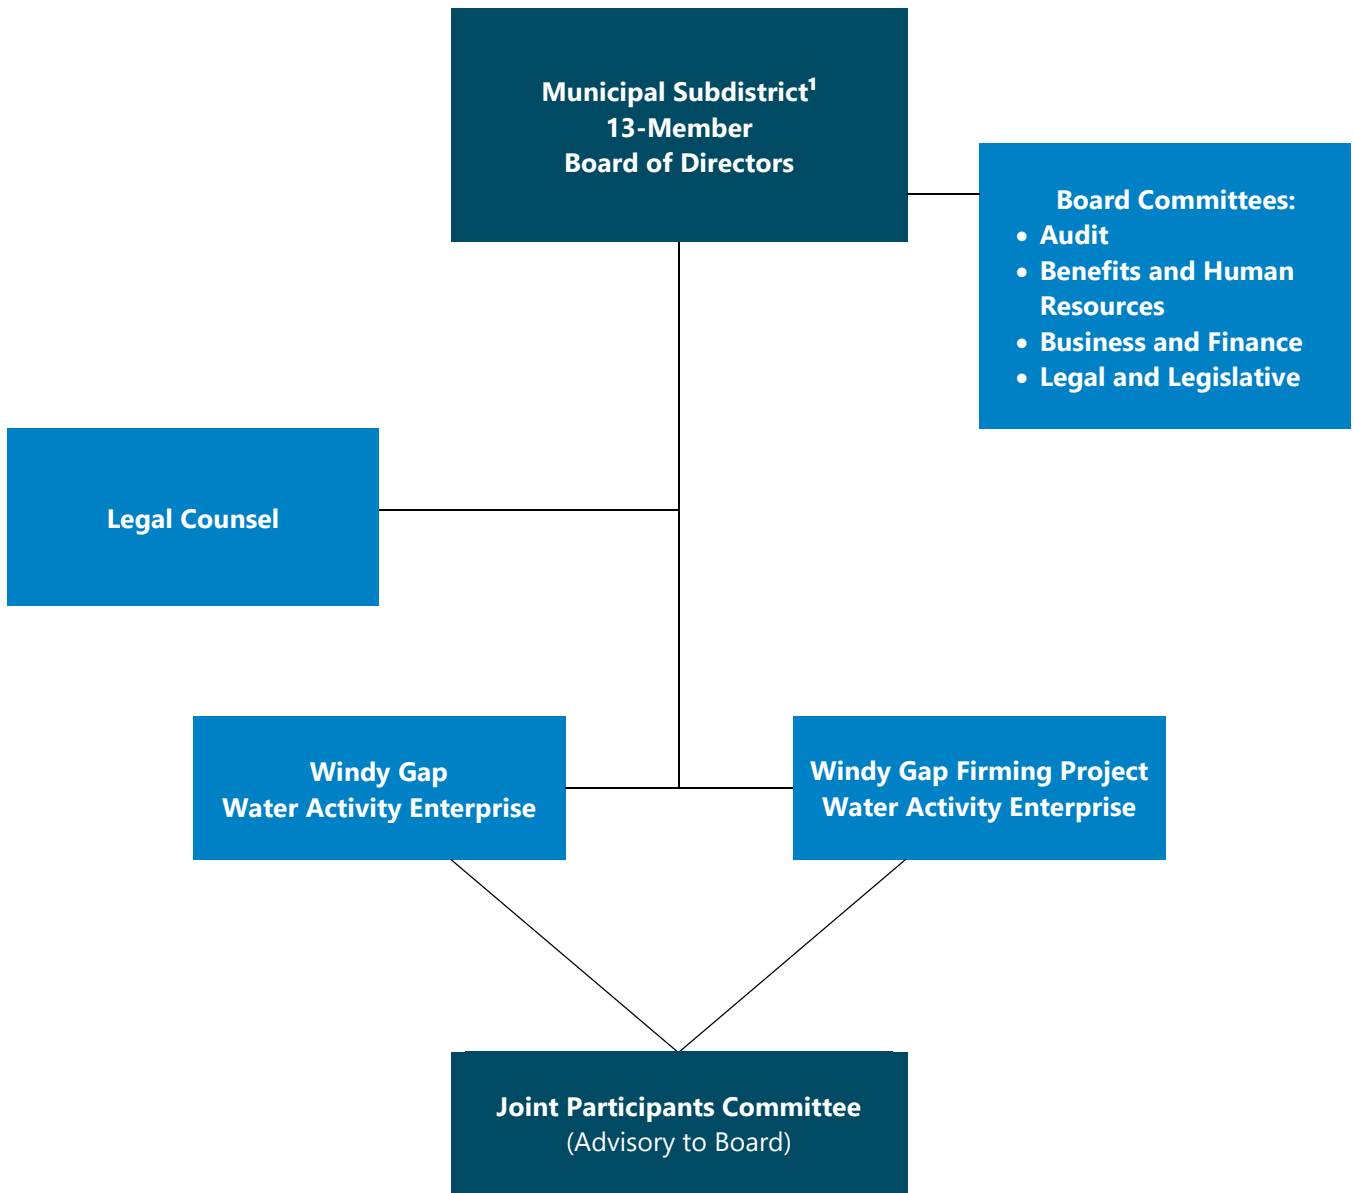 Municipal Subdistrict¹
13-Member
Board of Directors
Board Committees:
• Audit
• Benefits and Human
Resources
• Business and Finance
• Legal and Legislative
Legal Counsel
Windy Gap
Water Activity Enterprise
Windy Gap Firming Project
Water Activity Enterprise
Joint Participants Committee
(Advisory to Board)